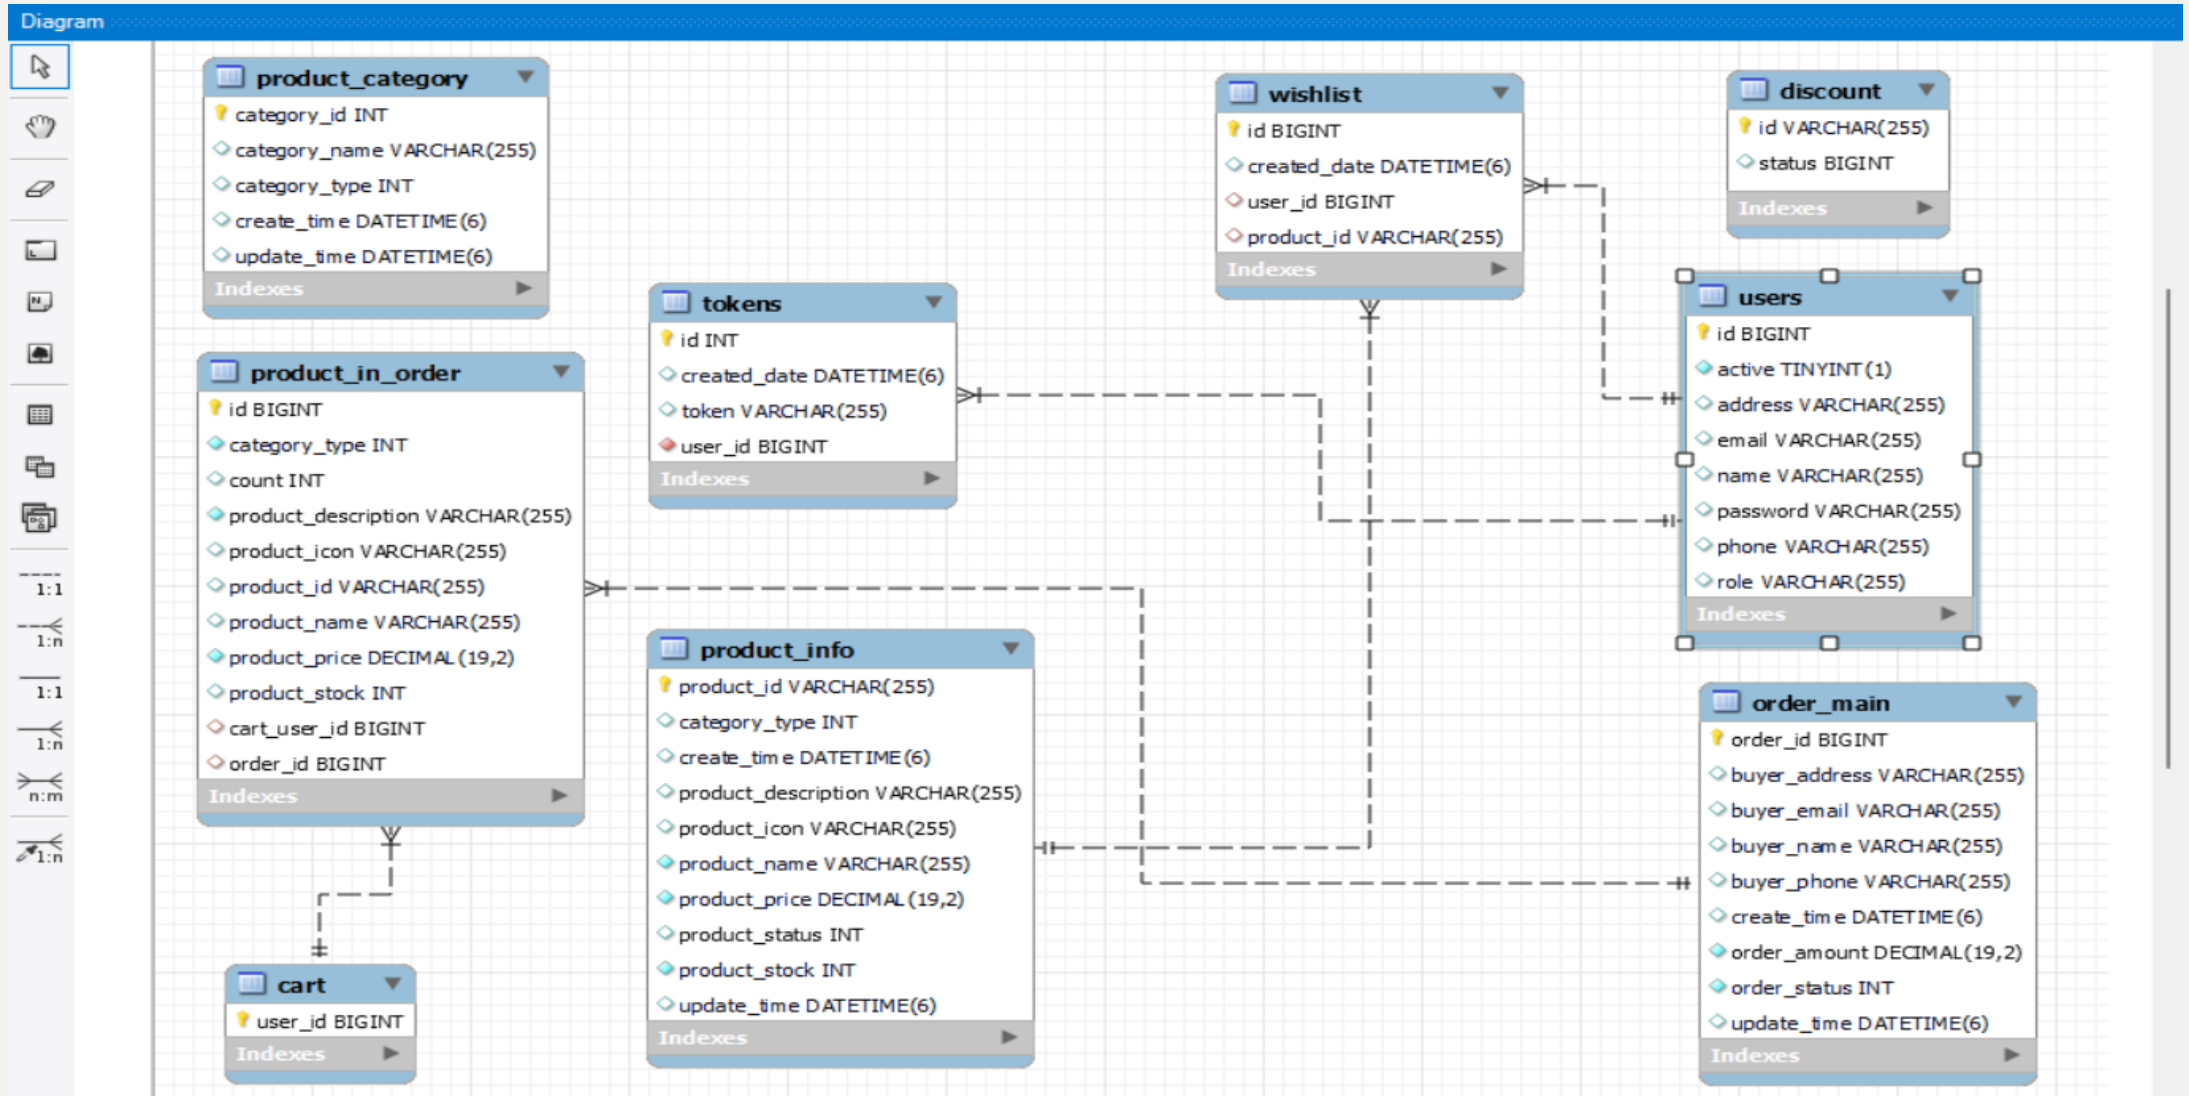 Diagram
product_category
category_id INT
category_name VARCHAR(255)
category_type INT
create_time DATETIME(6)
update_time DATETIME(6)
Indexes
product_in_order
id BIGINT
category_type INT
count INT
product_description VARCHAR(255)
product_icon VARCHAR(255)
product_id VARCHAR(255)
product_name VARCHAR(255)
product_price DECIMAL(19,2)
product_stock INT
cart_user_id BIGINT
order_id BIGINT
Indexes
cart
user_id BIGINT
Indexes
tokens
id INT
created_date DATETIME(6)
token VARCHAR(255)
user_id BIGINT
Indexes
product_info
product_id VARCHAR(255)
category_type INT
create_time DATETIME(6)
product_description VARCHAR(255)
product_icon VARCHAR(255)
product_name VARCHAR(255)
product_price DECIMAL(19,2)
product_status INT
product_stock INT
update_time DATETIME(6)
Indexes
wishlist
id BIGINT
created_date DATETIME(6)
user_id BIGINT
product_id VARCHAR(255)
Indexes
discount
id VARCHAR(255)
status BIGINT
Indexes
users
id BIGINT
active TINYINT(1)
address VARCHAR(255)
email VARCHAR(255)
name VARCHAR(255)
password VARCHAR(255)
phone VARCHAR(255)
role VARCHAR(255)
Indexes
order_main
order_id BIGINT
buyer_address VARCHAR(255)
buyer_email VARCHAR(255)
buyer_name VARCHAR(255)
buyer_phone VARCHAR(255)
create_time DATETIME(6)
order_amount DECIMAL(19,2)
order_status INT
update_time DATETIME(6)
Indexes
1:1
1:n
1:1
1:n
n:m
1:n